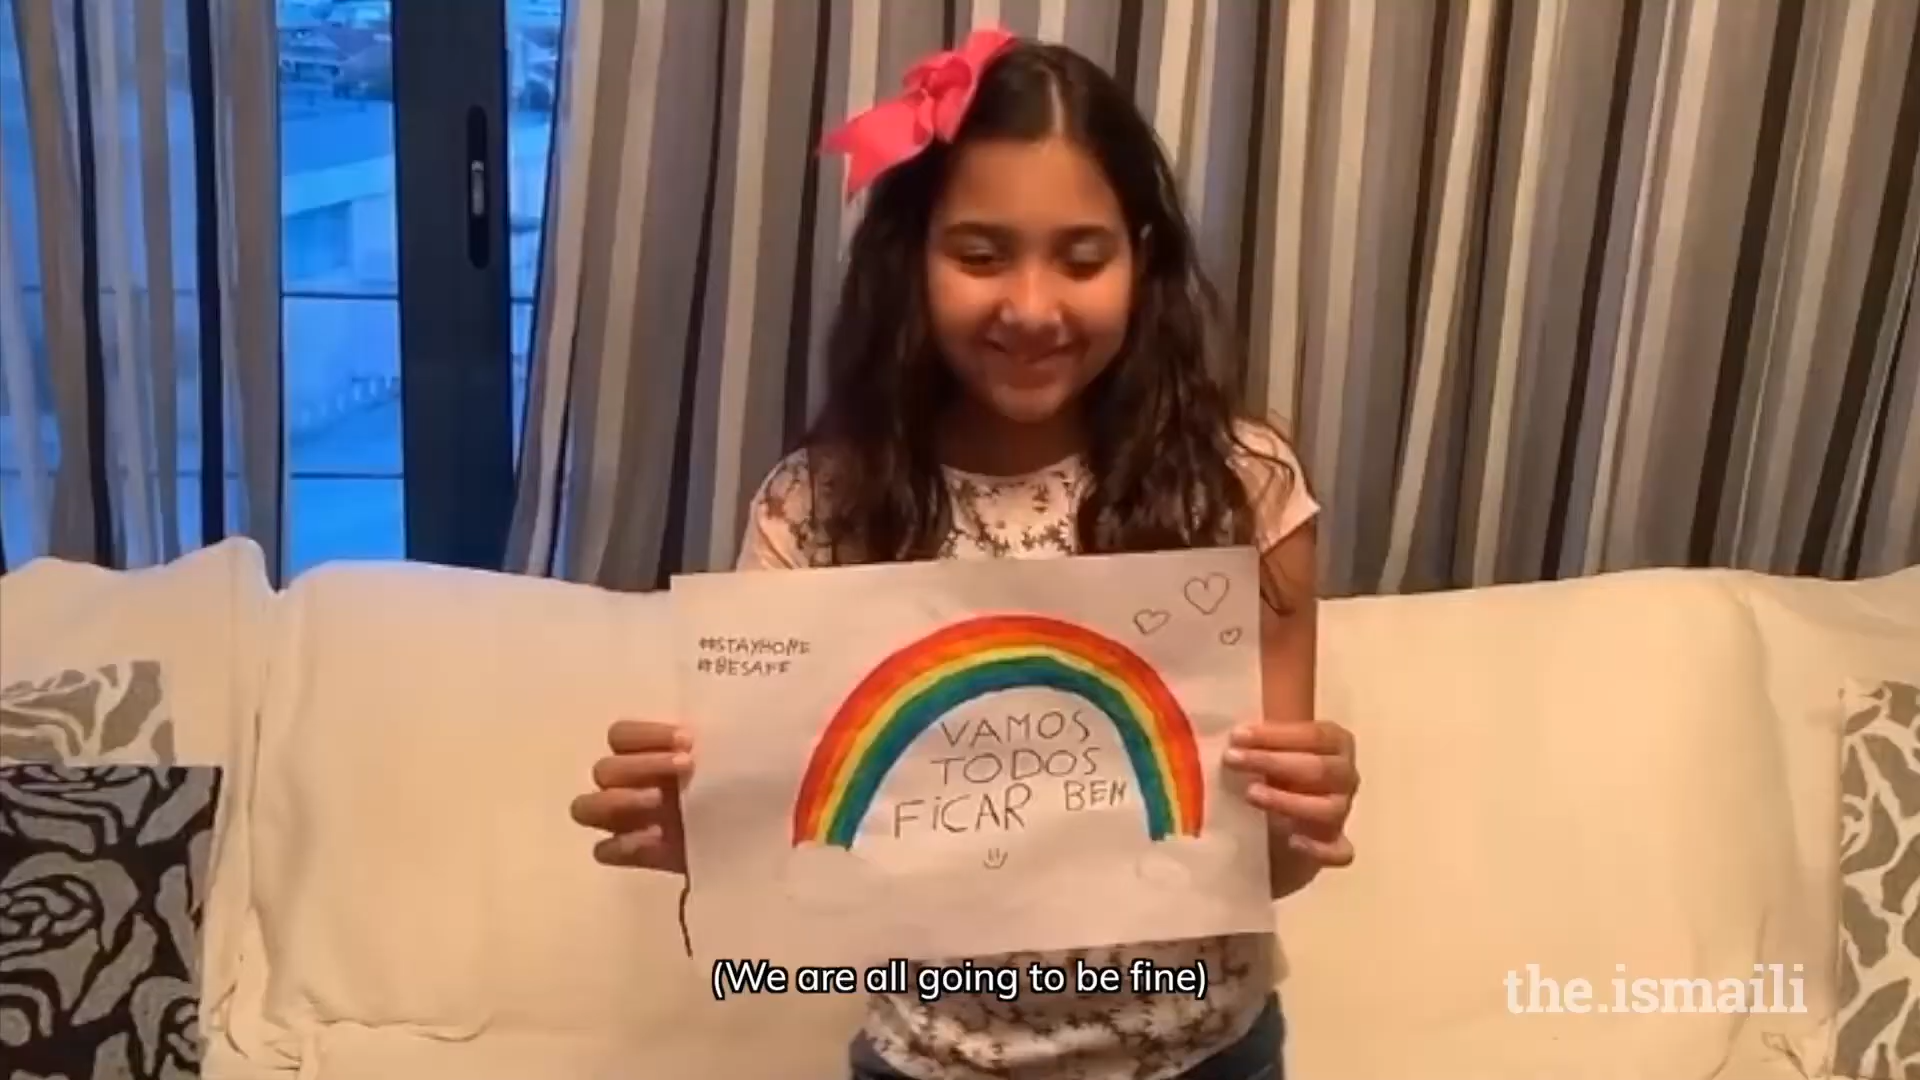 ##STAYHOME
#BESAFE
VAMOS
TODOS
FiCAR BEM
(We are all going to be fine)
the.ismaili